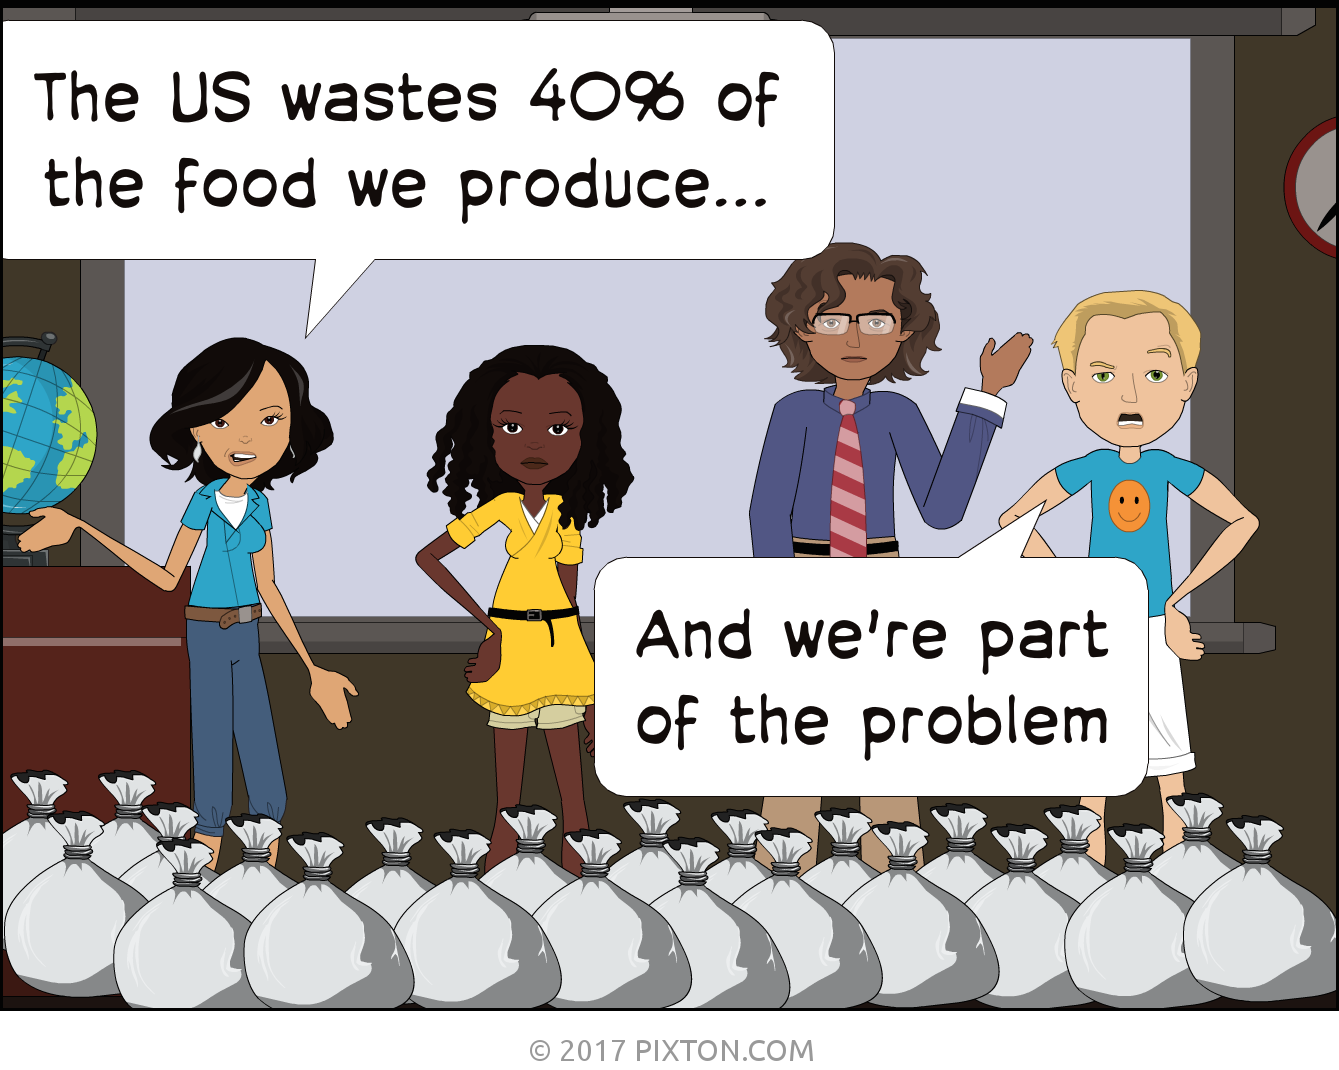 The US wastes 40% of
the food we produce...
And we're part
of the problem
© 2017 PIXTON.COM